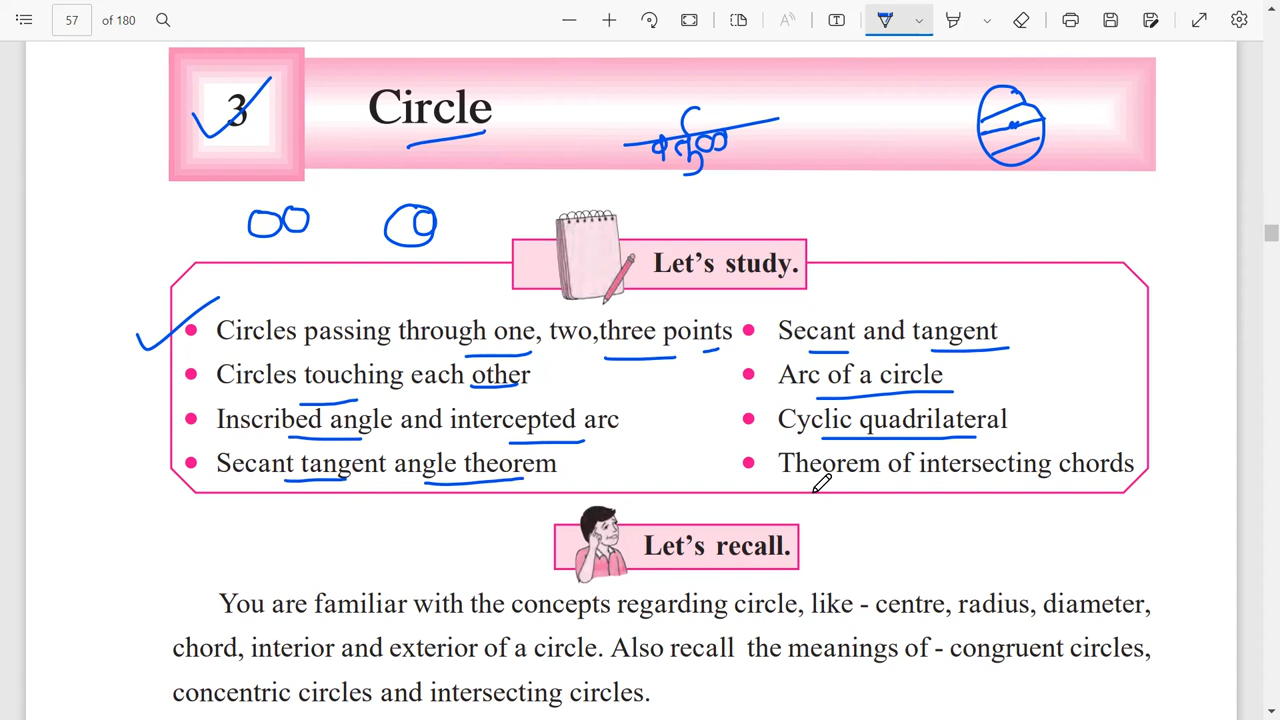 57 of 180
3 Circle
Let's study.
• Circles passing through one, two,three points • Secant and tangent
• Circles touching each other • Arc of a circle
• Inscribed angle and intercepted arc • Cyclic quadrilateral
• Secant tangent angle theorem • Theorem of intersecting chords
Let's recall.
You are familiar with the concepts regarding circle, like - centre, radius, diameter,
chord, interior and exterior of a circle. Also recall the meanings of - congruent circles,
concentric circles and intersecting circles.